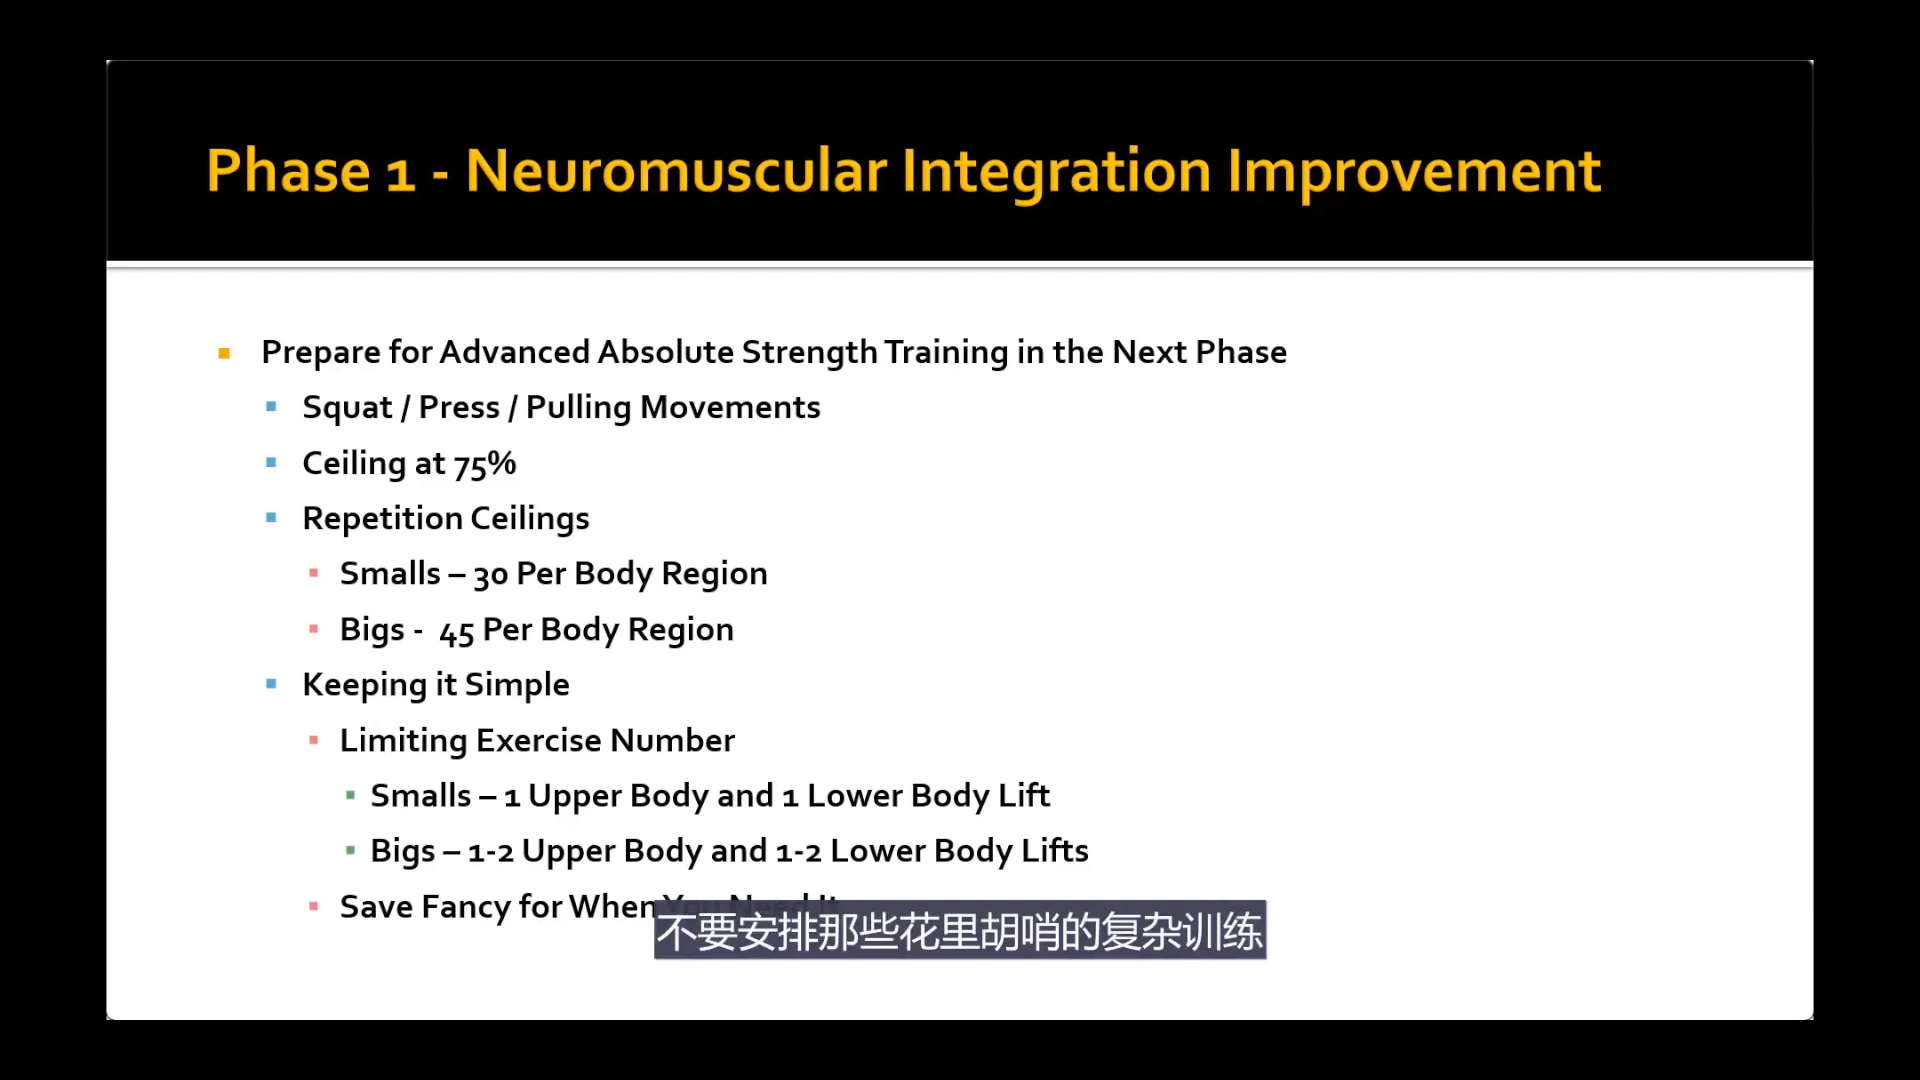 Phase 1 - Neuromuscular Integration Improvement
Prepare for Advanced Absolute Strength Training in the Next Phase
Squat / Press / Pulling Movements
Ceiling at 75%
Repetition Ceilings
Smalls – 30 Per Body Region
Bigs - 45 Per Body Region
Keeping it Simple
Limiting Exercise Number
Smalls – 1 Upper Body and 1 Lower Body Lift
Bigs – 1-2 Upper Body and 1-2 Lower Body Lifts
Save Fancy for When You Need It
不要安排那些花里胡哨的复杂训练